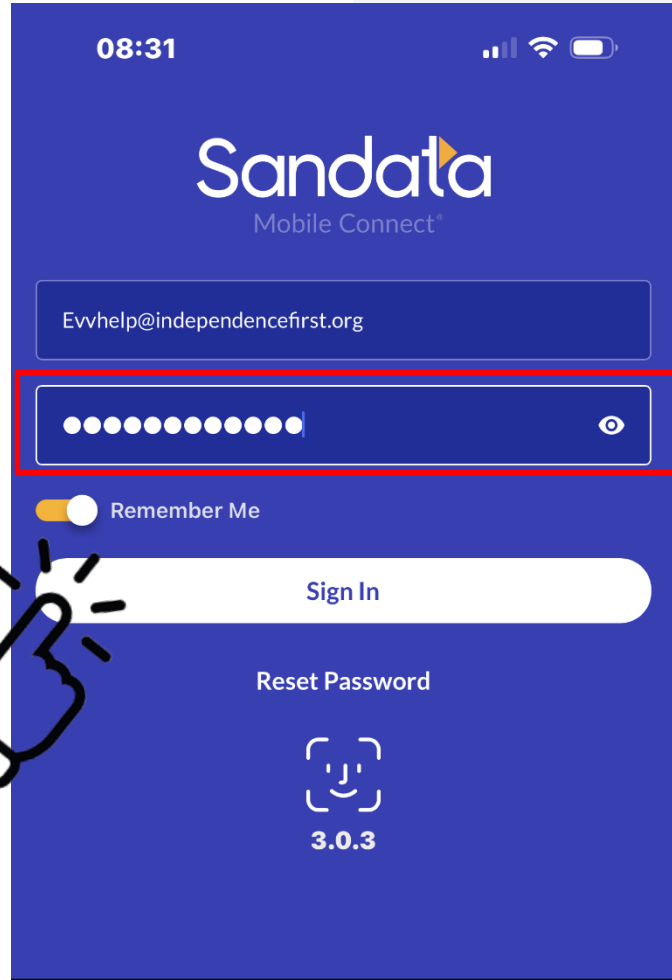 08:31
Sandata
Mobile Connect®
Evvhelp@independencefirst.org
Remember Me
Sign In
Reset Password
3.0.3